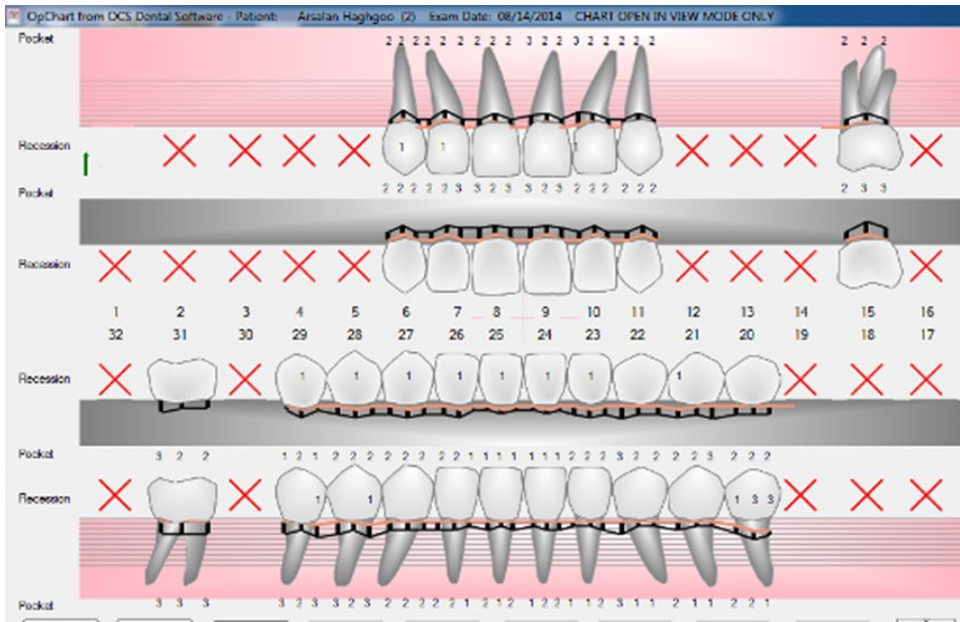 OpChart from OCS Dental Software - Patient: Arsalan Haghgoo (2) Exam Date: 08/14/2014 CHART OPEN IN VIEW MODE ONLY
Pocket 2 2 2 2 2 2 2 2 2 3 2 2 3 2 2 2 2 2 2 2 2
Recession 1 1 1
Pocket 2 2 2 2 2 3 3 2 3 3 2 3 2 2 2 2 2 2 2 3 3
Recession
1 2 3 4 5 6 7 8 9 10 11 12 13 14 15 16
32 31 30 29 28 27 26 25 24 23 22 21 20 19 18 17
Recession 1 1 1 1 1 1 1 1
Pocket 3 2 2 1 2 1 2 2 2 2 2 2 2 2 1 1 1 1 1 1 1 2 2 2 3 2 2 2 2 3 2 2 2
Recession 1 1 1 3 3
Pocket 3 3 3 3 2 3 3 2 3 2 2 2 2 2 1 2 1 2 1 2 2 1 1 2 3 1 1 2 1 1 2 2 1